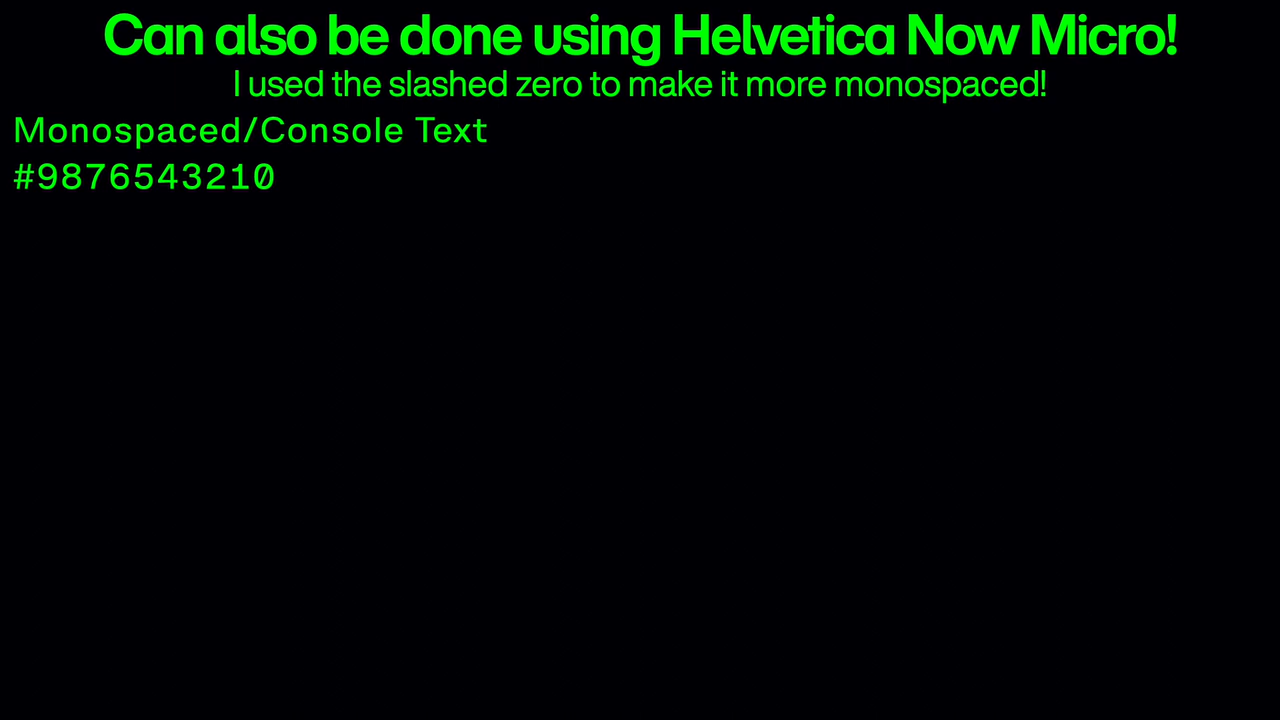 Can also be done using Helvetica Now Micro!
I used the slashed zero to make it more monospaced!
Monospaced/Console Text
#9876543210